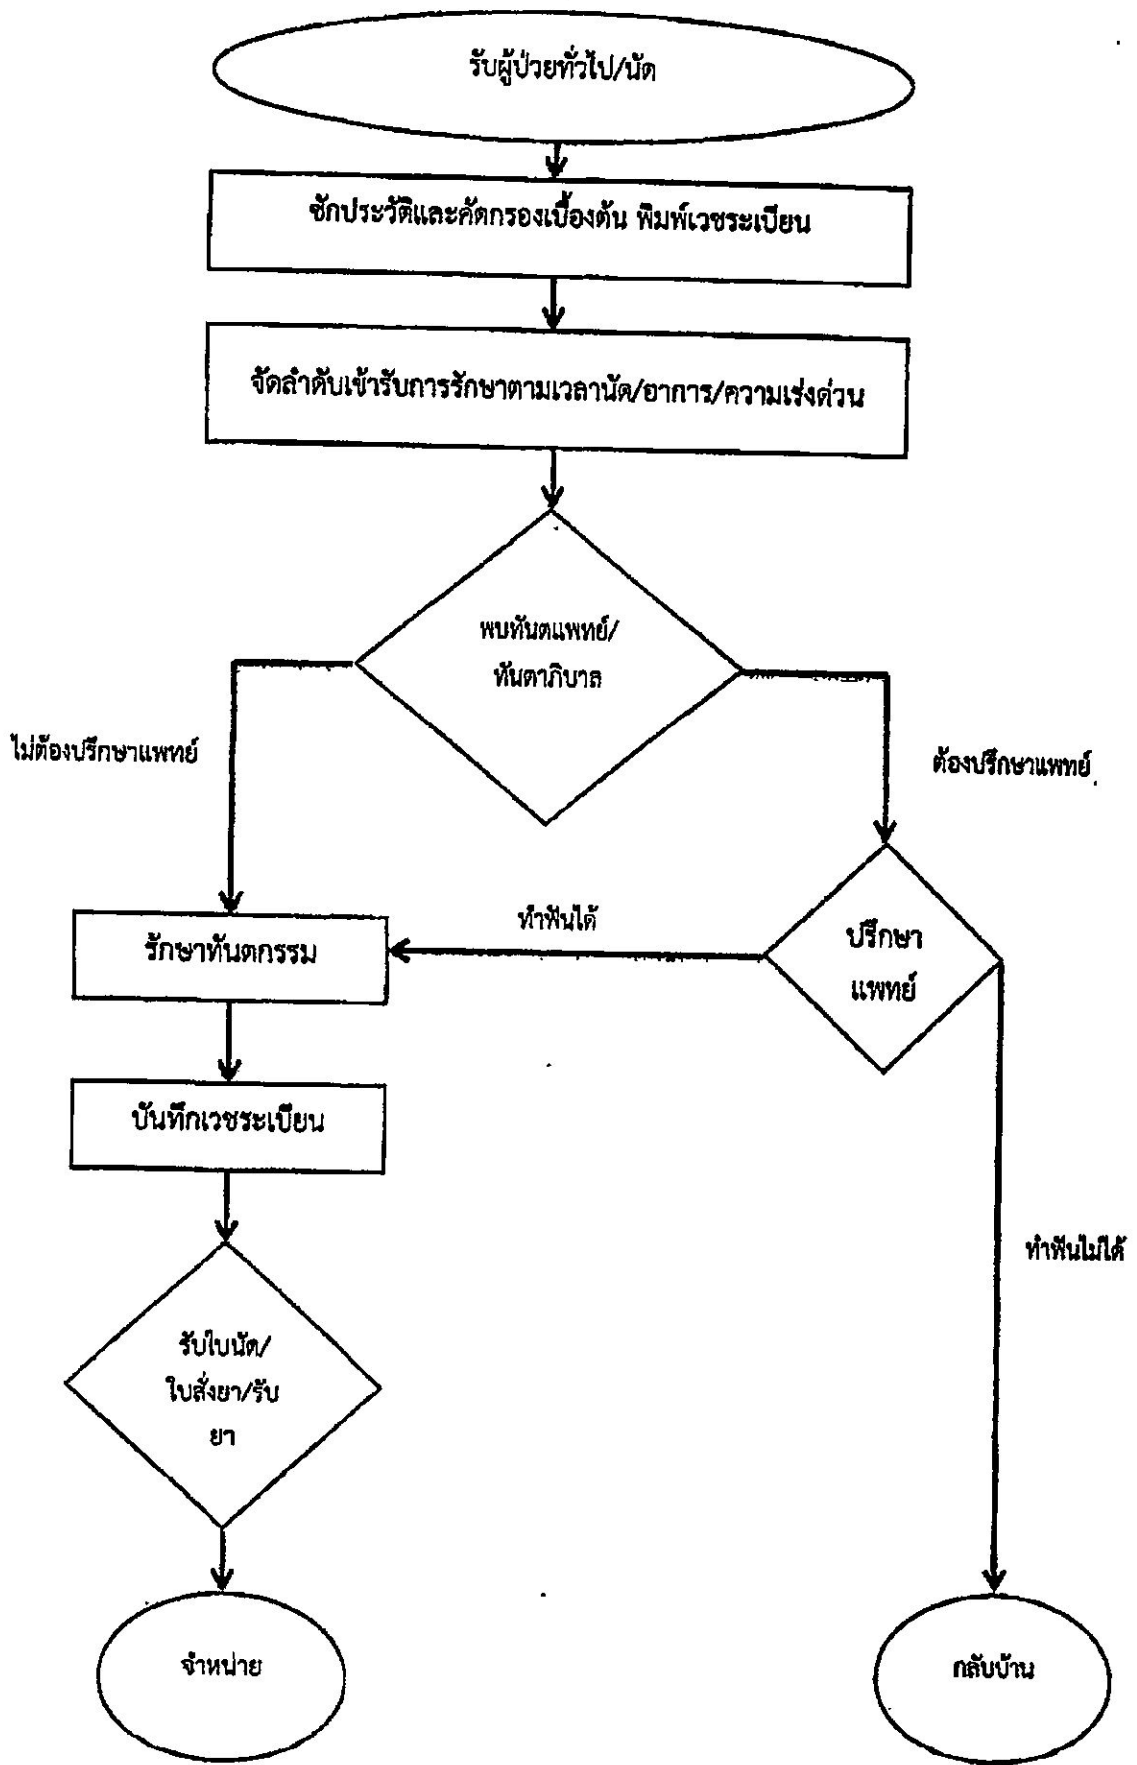 รับผู้ป่วยทั่วไป/นัด
ซักประวัติและคัดกรองเบื้องต้น พิมพ์เวชระเบียน
จัดลำดับเข้ารับการรักษาตามเวลานัด/อาการ/ความเร่งด่วน
พบทันตแพทย์/
ทันตาภิบาล
ไม่ต้องปรึกษาแพทย์
ต้องปรึกษาแพทย์
ทำฟันได้
รักษาทันตกรรม
ปรึกษา
แพทย์
บันทึกเวชระเบียน
ทำฟันไม่ได้
รับใบนัด/
ใบสั่งยา/รับ
ยา
จำหน่าย
กลับบ้าน